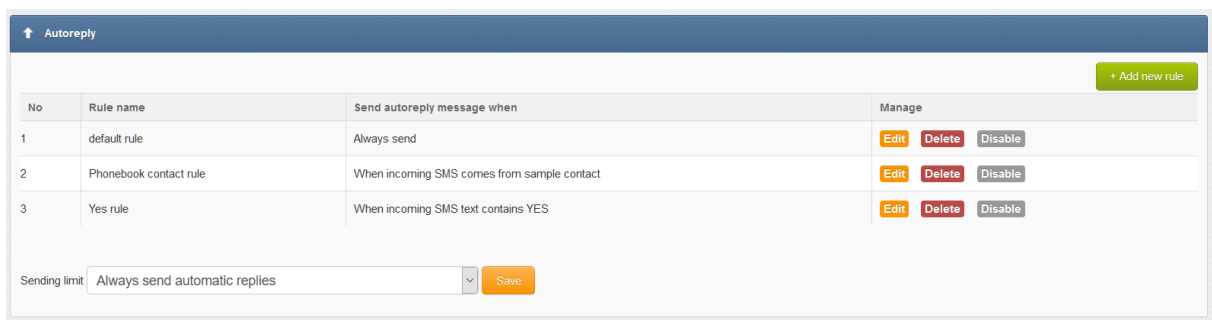 Autoreply
+ Add new rule
No Rule name Send autoreply message when Manage
1 default rule Always send Edit Delete Disable
2 Phonebook contact rule When incoming SMS comes from sample contact Edit Delete Disable
3 Yes rule When incoming SMS text contains YES Edit Delete Disable
Sending limit Always send automatic replies Save